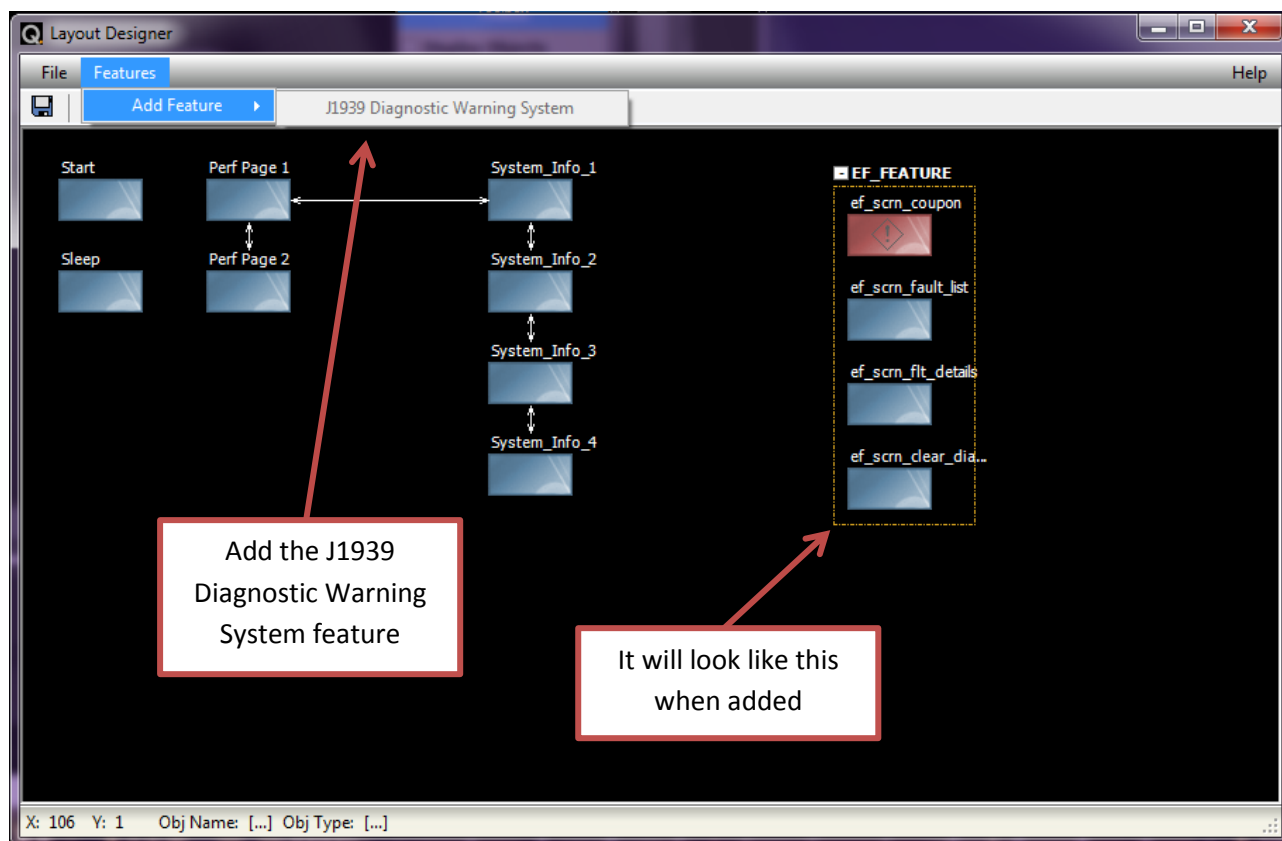 Layout Designer
File Features Help
Add Feature J1939 Diagnostic Warning System
Start Perf Page 1 System_Info_1
EF_FEATURE
ef_scrn_coupon
Sleep Perf Page 2 System_Info_2
ef_scrn_fault_list
System_Info_3
ef_scrn_flt_details
System_Info_4
ef_scrn_clear_dia...
Add the J1939
Diagnostic Warning
System feature
It will look like this
when added
X: 106 Y: 1 Obj Name: [...] Obj Type: [...]